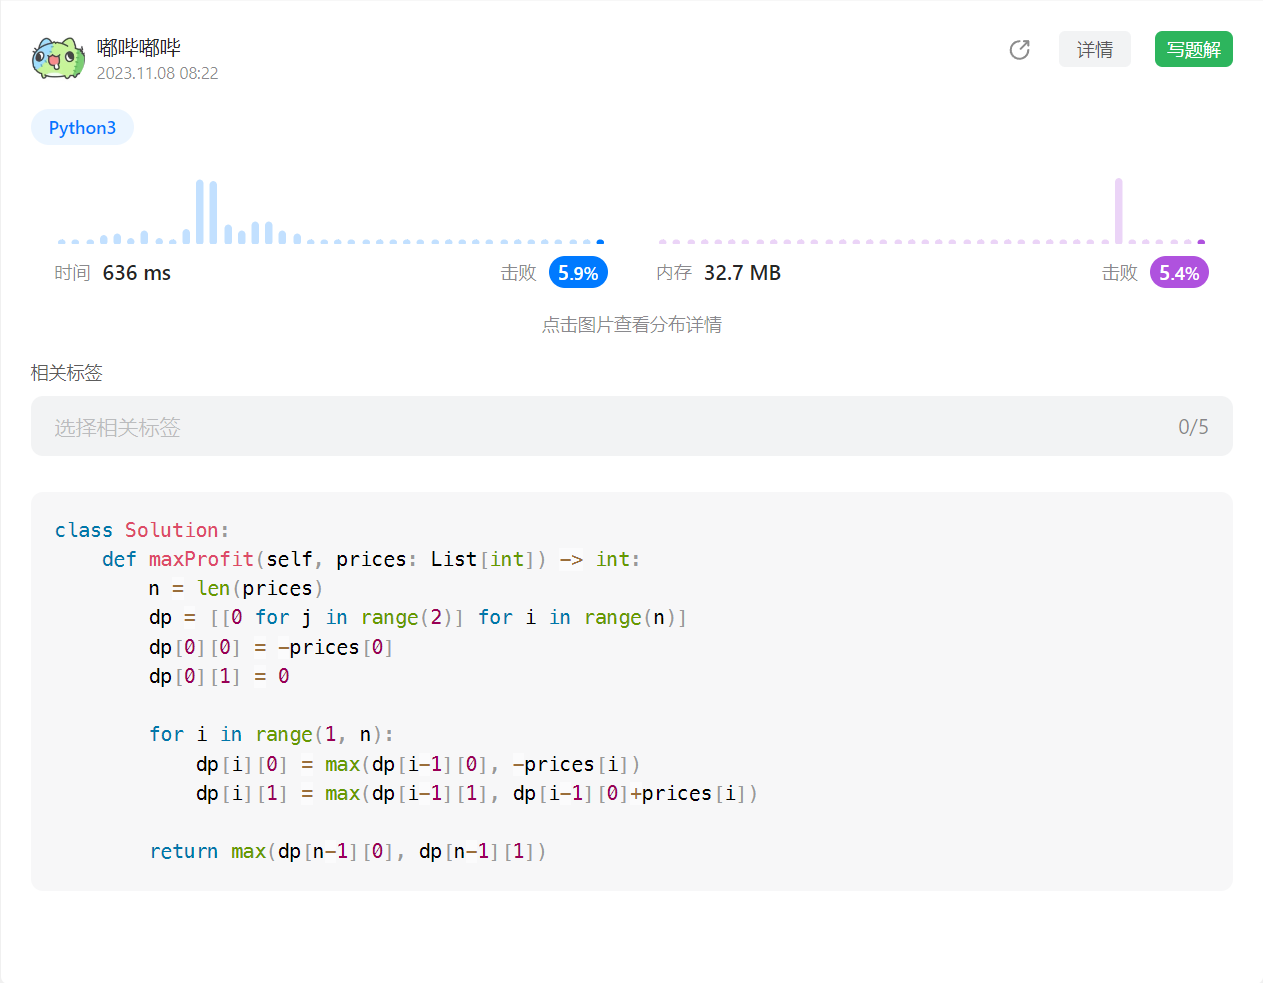 嘟哔嘟哔
2023.11.08 08:22
详情
写题解
Python3
时间 636 ms 击败 5.9%
内存 32.7 MB 击败 5.4%
点击图片查看分布详情
相关标签
选择相关标签 0/5
class Solution:
    def maxProfit(self, prices: List[int]) -> int:
        n = len(prices)
        dp = [[0 for j in range(2)] for i in range(n)]
        dp[0][0] = -prices[0]
        dp[0][1] = 0

        for i in range(1, n):
            dp[i][0] = max(dp[i-1][0], -prices[i])
            dp[i][1] = max(dp[i-1][1], dp[i-1][0]+prices[i])

        return max(dp[n-1][0], dp[n-1][1])